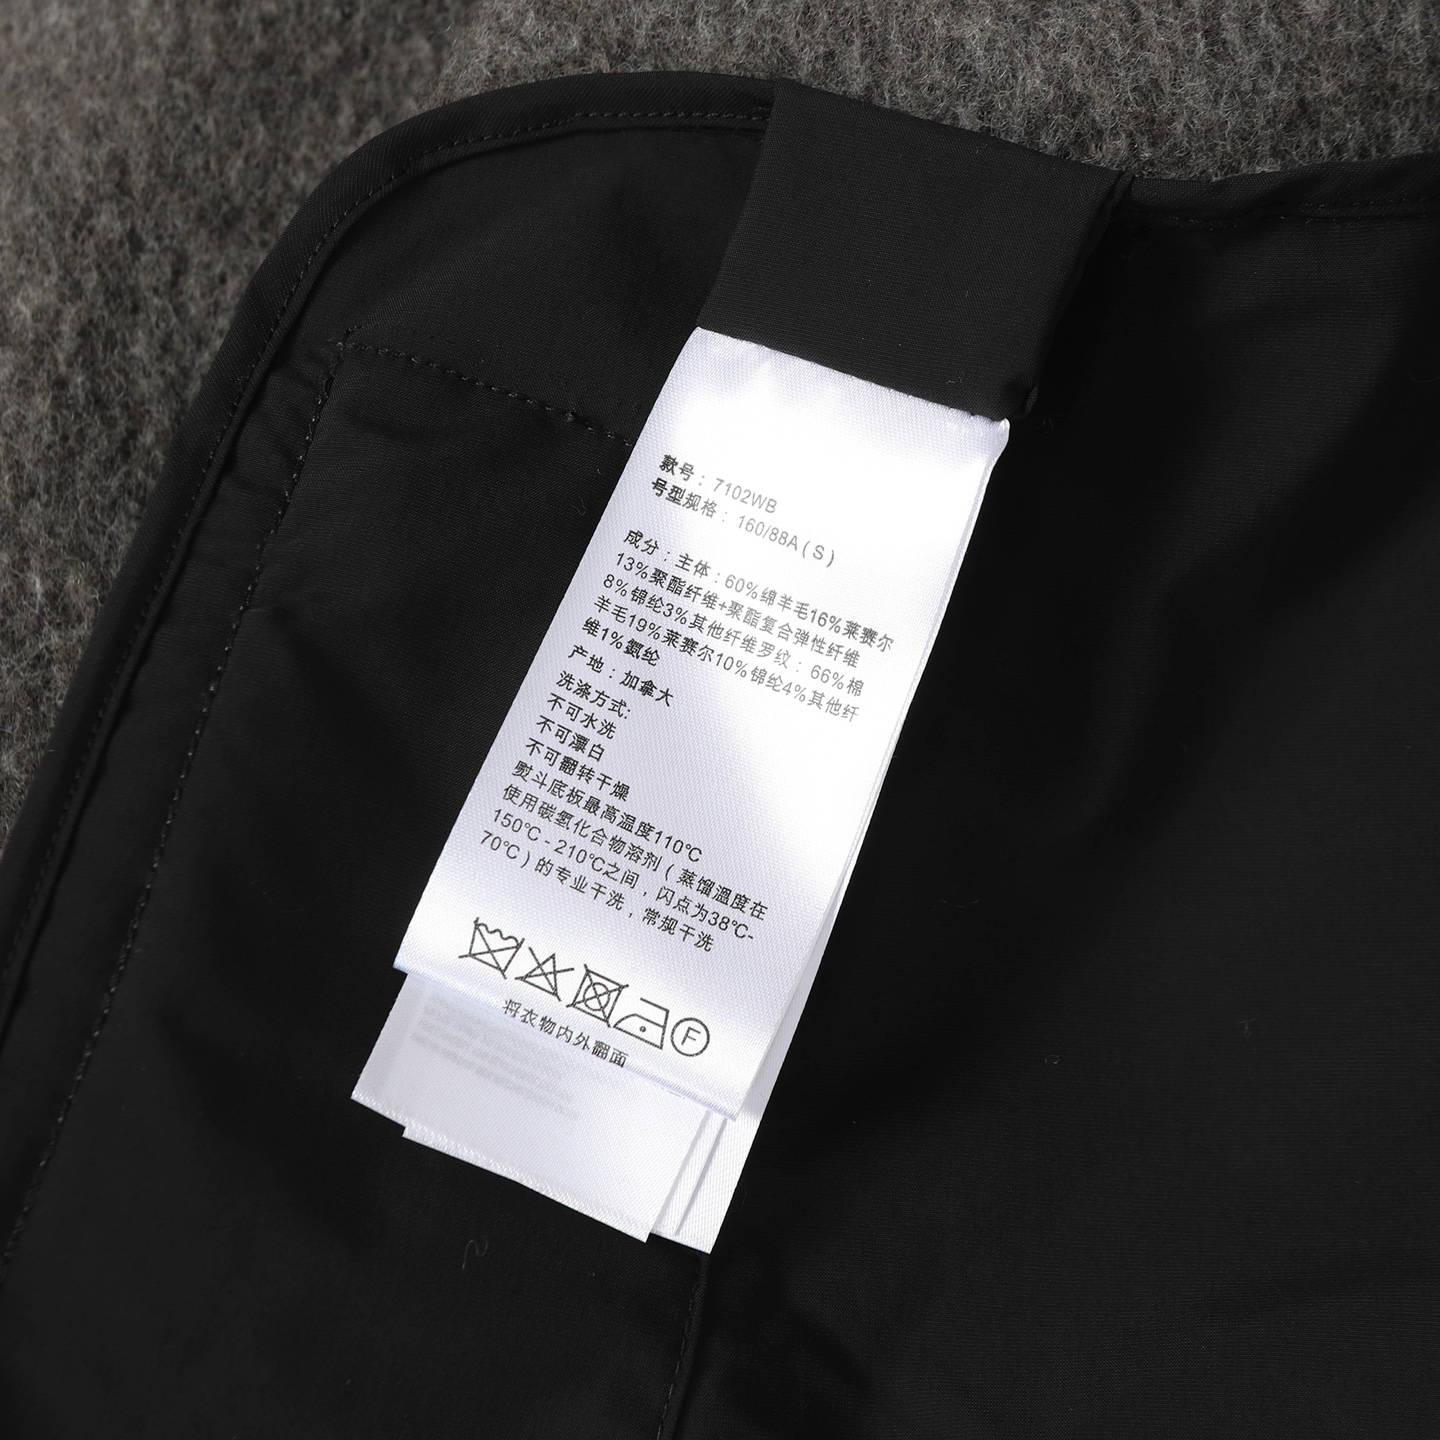 款号：7102WB
号型规格：160/88A ( S )
成分：主体：60%绵羊毛16%莱赛尔
13%聚酯纤维+聚酯复合弹性纤维
8%锦纶3%其他纤维罗纹：66%棉
羊毛19%莱赛尔10%锦纶4%其他纤
维1%氨纶
产地：加拿大
洗涤方式:
不可水洗
不可漂白
不可翻转干燥
熨斗底板最高温度110℃
使用碳氢化合物溶剂 ( 蒸馏温度在
150℃ - 210℃之间，闪点为38℃-
70℃ ) 的专业干洗，常规干洗
F
将衣物内外翻面